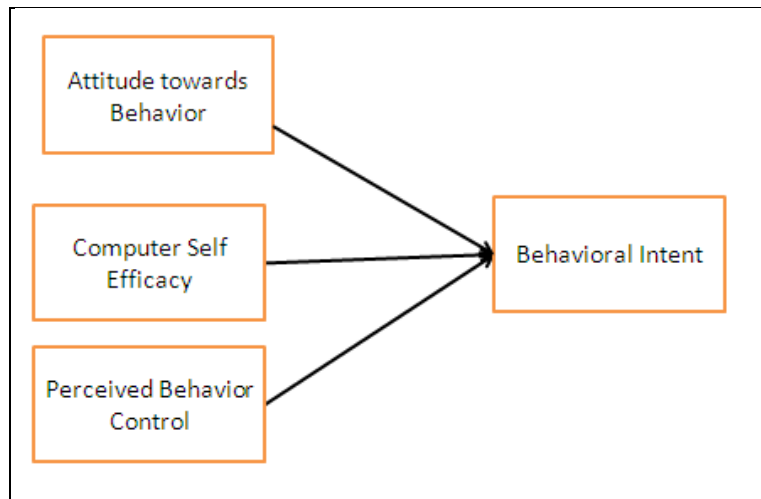 Attitude towards
Behavior
Computer Self
Efficacy
Behavioral Intent
Perceived Behavior
Control